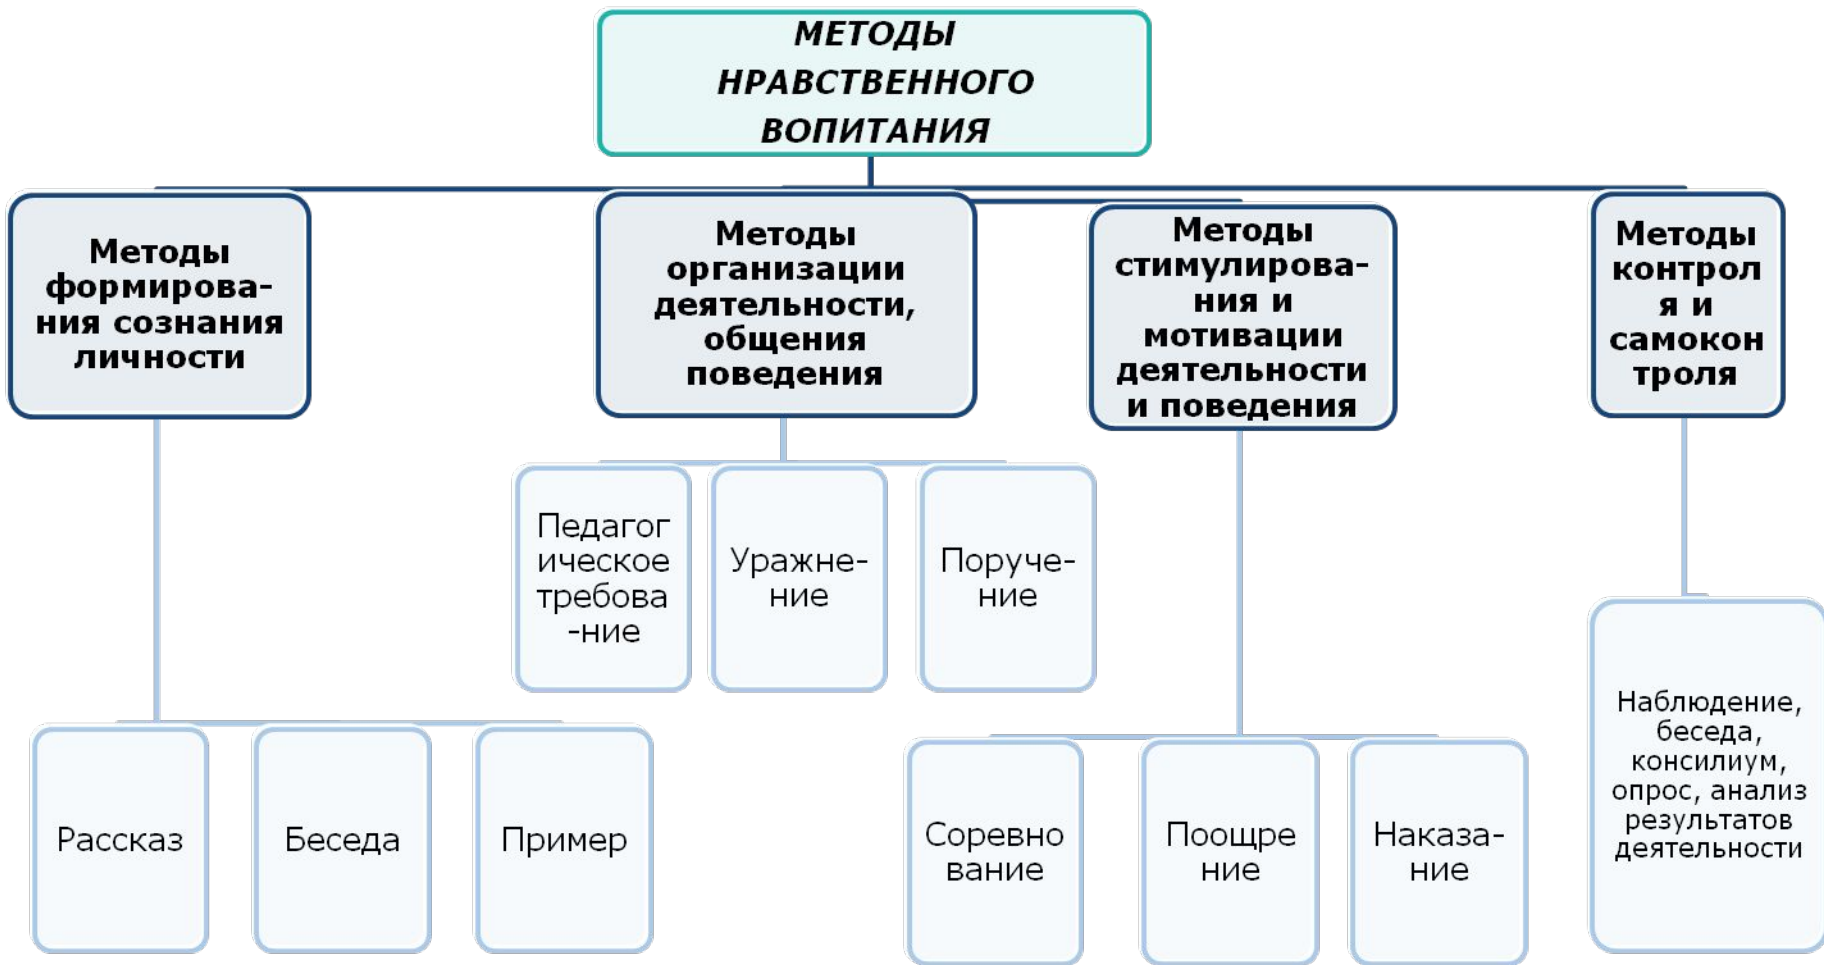 МЕТОДЫ
НРАВСТВЕННОГО
ВОПИТАНИЯ
Методы
формирова-
ния сознания
личности
Методы
организации
деятельности,
общения
поведения
Методы
стимулирова-
ния и
мотивации
деятельности
и поведения
Методы
контрол
я и
самокон
троля
Педагог
ическое
требова
-ние
Уражне-
ние
Поруче-
ние
Рассказ
Беседа
Пример
Соревно
вание
Поощре
ние
Наказа-
ние
Наблюдение,
беседа,
консилиум,
опрос, анализ
результатов
деятельности